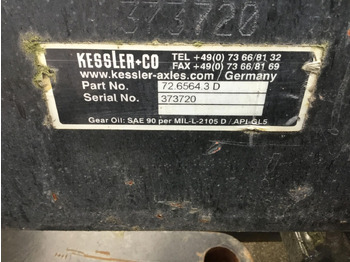 373720
KESSLER+CO TEL +49(0) 73 66/81 32
FAX +49(0) 73 66/81 69
www.kessler-axles.com / Germany
Part No. 72.6564.3 D
Serial No. 373720
Gear Oil: SAE 90 per MIL-L-2105 D / API-GL5